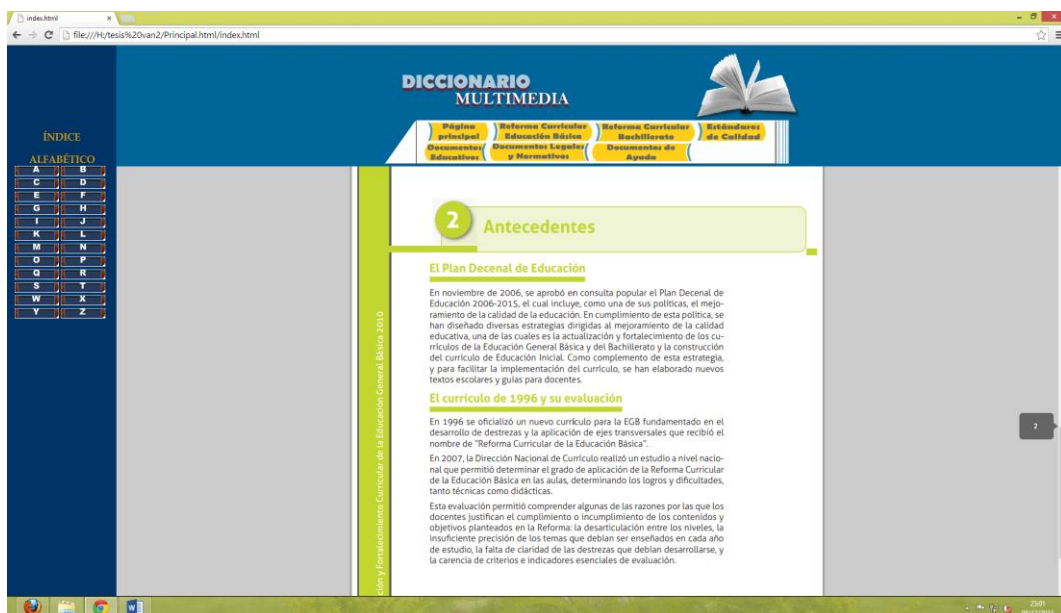 index.html
file:///H:/tesis%20van2/Principal.html/index.html
DICCIONARIO
MULTIMEDIA
Página principal
Reforma Curricular Educación Básica
Reforma Curricular Bachillerato
Estándares de Calidad
Documentos Educativos
Documentos Legales y Normativos
Documentos de Ayuda
ÍNDICE
ALFABÉTICO
A B
C D
E F
G H
I J
K L
M N
O P
Q R
S T
W X
Y Z
ción y Fortalecimiento Curricular de la Educación General Básica 2010
2 Antecedentes
El Plan Decenal de Educación
En noviembre de 2006, se aprobó en consulta popular el Plan Decenal de
Educación 2006-2015, el cual incluye, como una de sus políticas, el mejo-
ramiento de la calidad de la educación. En cumplimiento de esta política, se
han diseñado diversas estrategias dirigidas al mejoramiento de la calidad
educativa, una de las cuales es la actualización y fortalecimiento de los cu-
rrículos de la Educación General Básica y del Bachillerato y la construcción
del currículo de Educación Inicial. Como complemento de esta estrategia,
y para facilitar la implementación del currículo, se han elaborado nuevos
textos escolares y guías para docentes.
El currículo de 1996 y su evaluación
En 1996 se oficializó un nuevo currículo para la EGB fundamentado en el
desarrollo de destrezas y la aplicación de ejes transversales que recibió el
nombre de "Reforma Curricular de la Educación Básica".
En 2007, la Dirección Nacional de Currículo realizó un estudio a nivel nacio-
nal que permitió determinar el grado de aplicación de la Reforma Curricular
de la Educación Básica en las aulas, determinando los logros y dificultades,
tanto técnicas como didácticas.
Esta evaluación permitió comprender algunas de las razones por las que los
docentes justifican el cumplimiento o incumplimiento de los contenidos y
objetivos planteados en la Reforma: la desarticulación entre los niveles, la
insuficiente precisión de los temas que debían ser enseñados en cada año
de estudio, la falta de claridad de las destrezas que debían desarrollarse, y
la carencia de criterios e indicadores esenciales de evaluación.
2
23:01